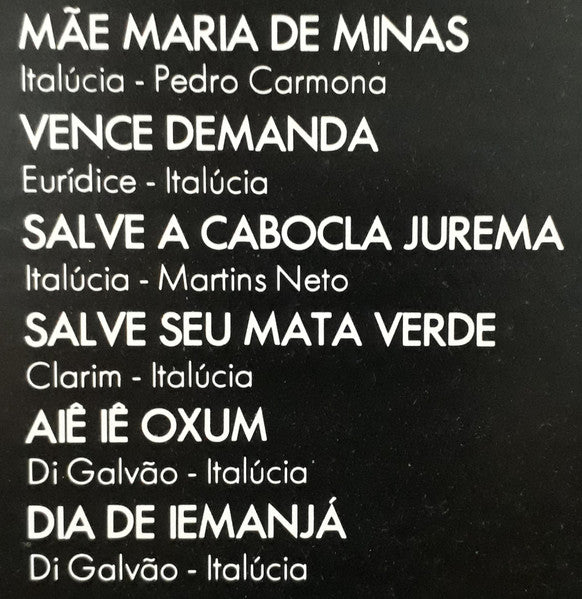 MÃE MARIA DE MINAS
Italúcia - Pedro Carmona
VENCE DEMANDA
Eurídice - Italúcia
SALVE A CABOCLA JUREMA
Italúcia - Martins Neto
SALVE SEU MATA VERDE
Clarim - Italúcia
AIÊ IÊ OXUM
Di Galvão - Italúcia
DIA DE IEMANJÁ
Di Galvão - Italúcia